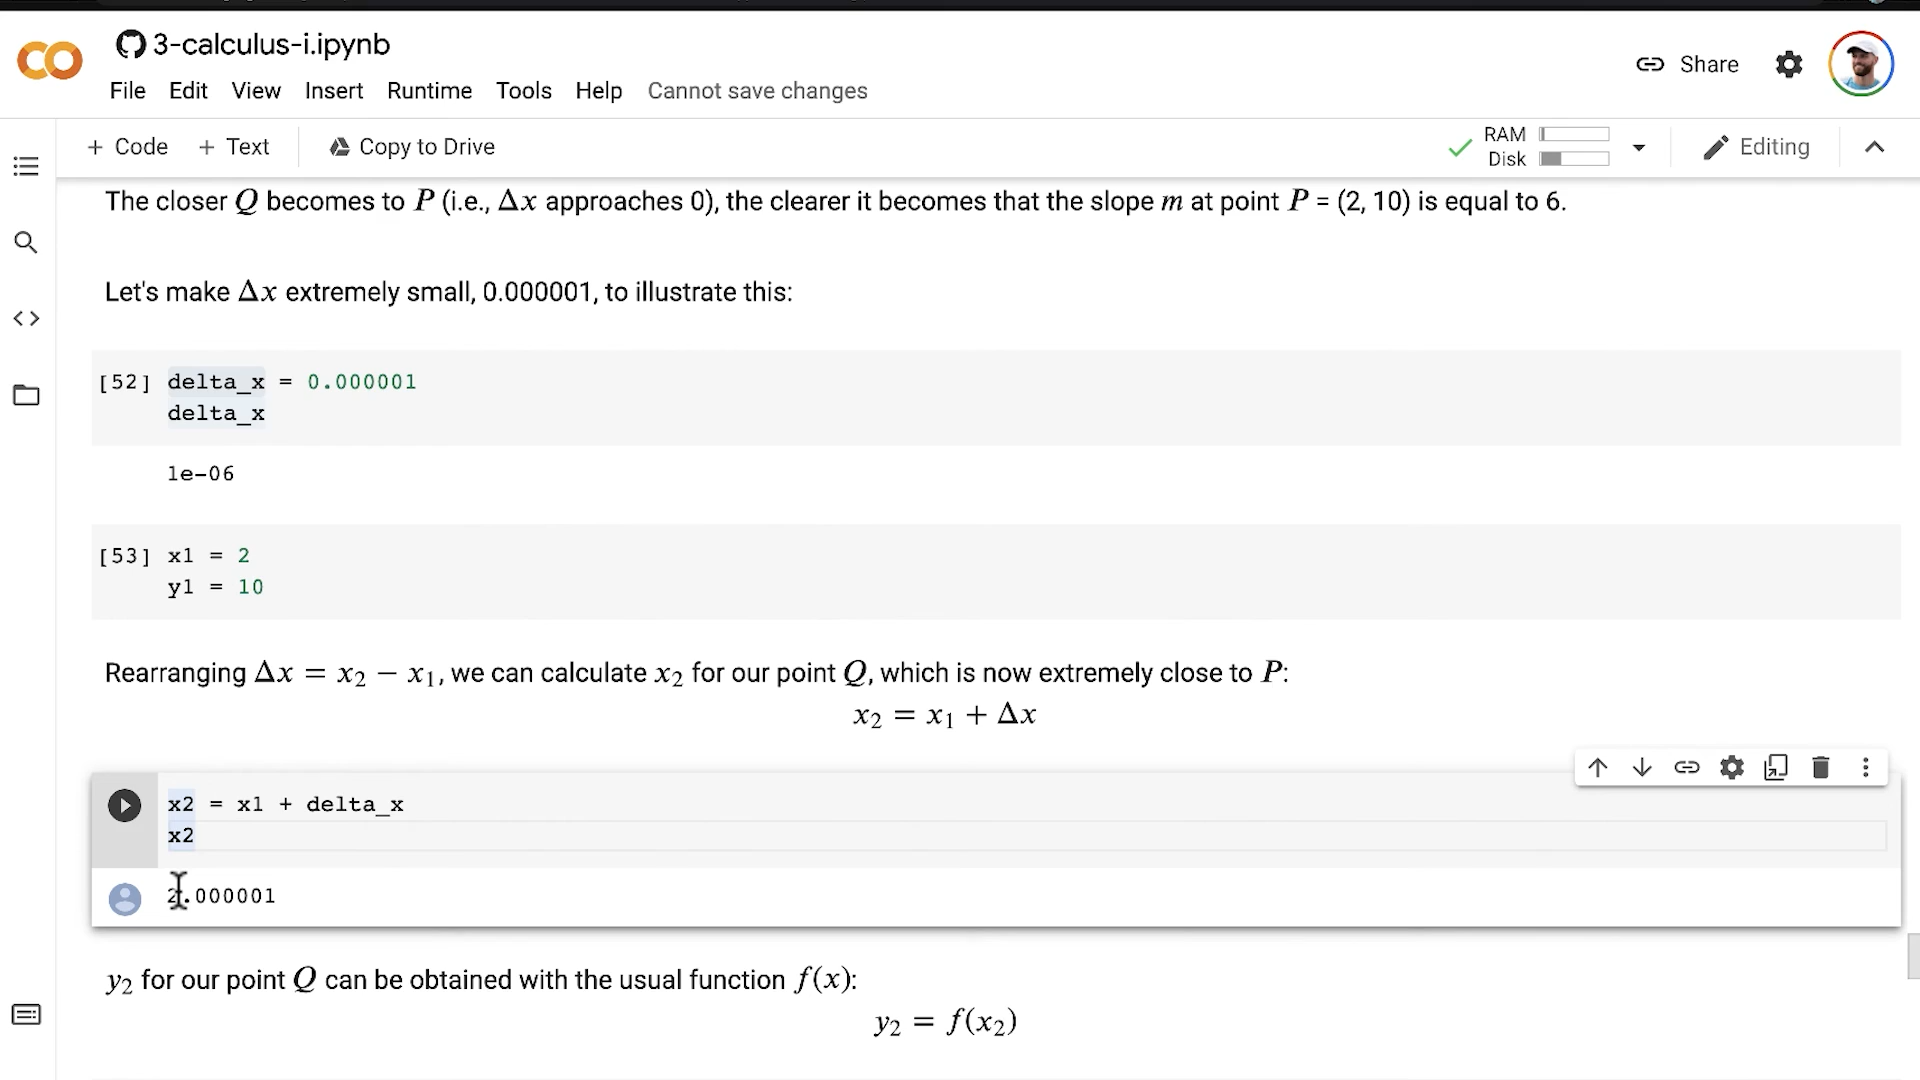 3-calculus-i.ipynb
File Edit View Insert Runtime Tools Help Cannot save changes
Share
+ Code + Text Copy to Drive
RAM
Disk
Editing
The closer Q becomes to P (i.e., Δx approaches 0), the clearer it becomes that the slope m at point P = (2, 10) is equal to 6.
Let's make Δx extremely small, 0.000001, to illustrate this:
[52] delta_x = 0.000001
delta_x
1e-06
[53] x1 = 2
y1 = 10
Rearranging Δx = x₂ − x₁, we can calculate x₂ for our point Q, which is now extremely close to P:
x₂ = x₁ + Δx
x2 = x1 + delta_x
x2
2.000001
y₂ for our point Q can be obtained with the usual function f(x):
y₂ = f(x₂)